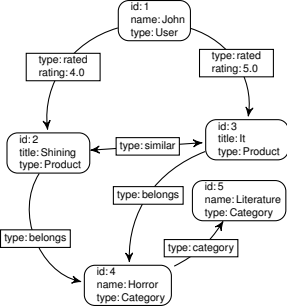 id: 1
name: John
type: User
type: rated
rating: 4.0
type: rated
rating: 5.0
id: 2
title: Shining
type: Product
type: similar
id: 3
title: It
type: Product
type: belongs
id: 5
name: Literature
type: Category
type: belongs
type: category
id: 4
name: Horror
type: Category